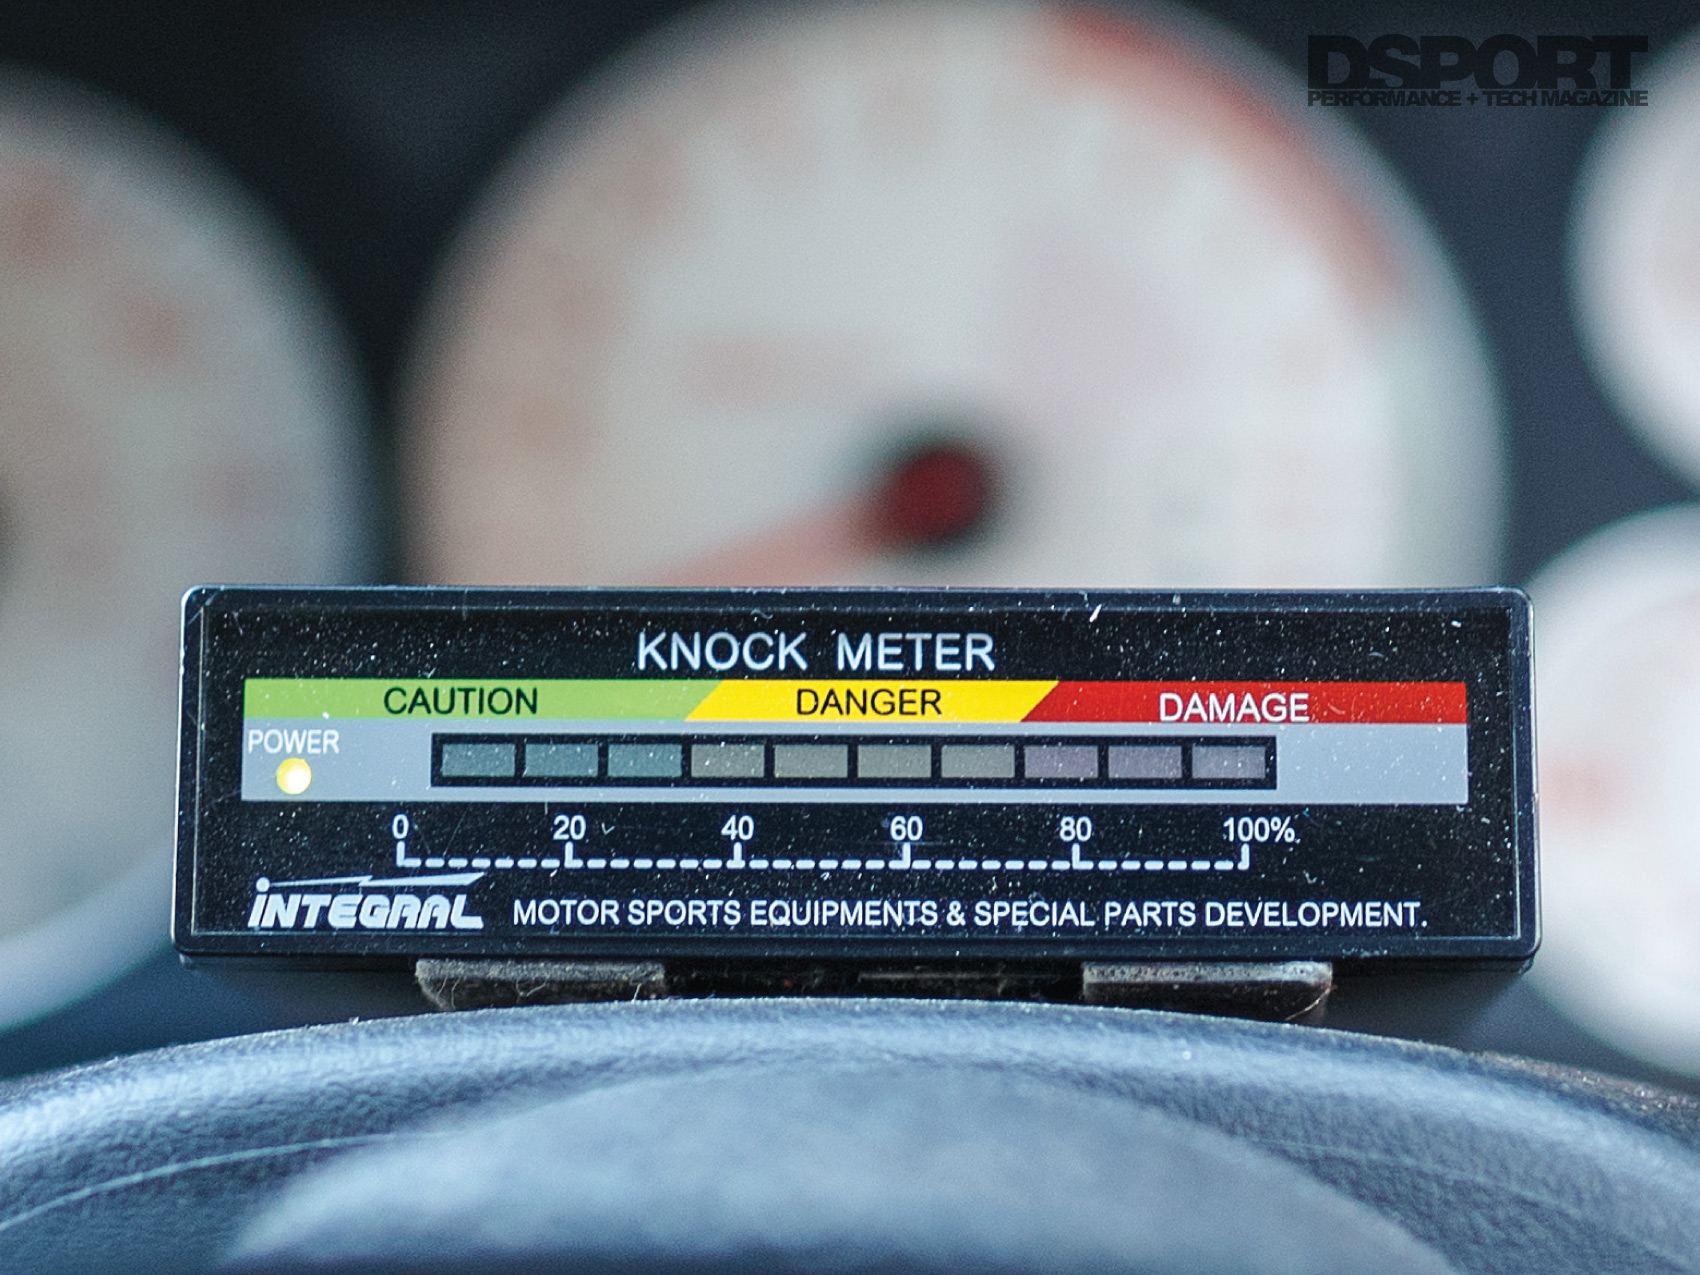 DSPORT
PERFORMANCE + TECH MAGAZINE
KNOCK METER
CAUTION DANGER DAMAGE
POWER
0 20 40 60 80 100%
INTEGRAL MOTOR SPORTS EQUIPMENTS & SPECIAL PARTS DEVELOPMENT.